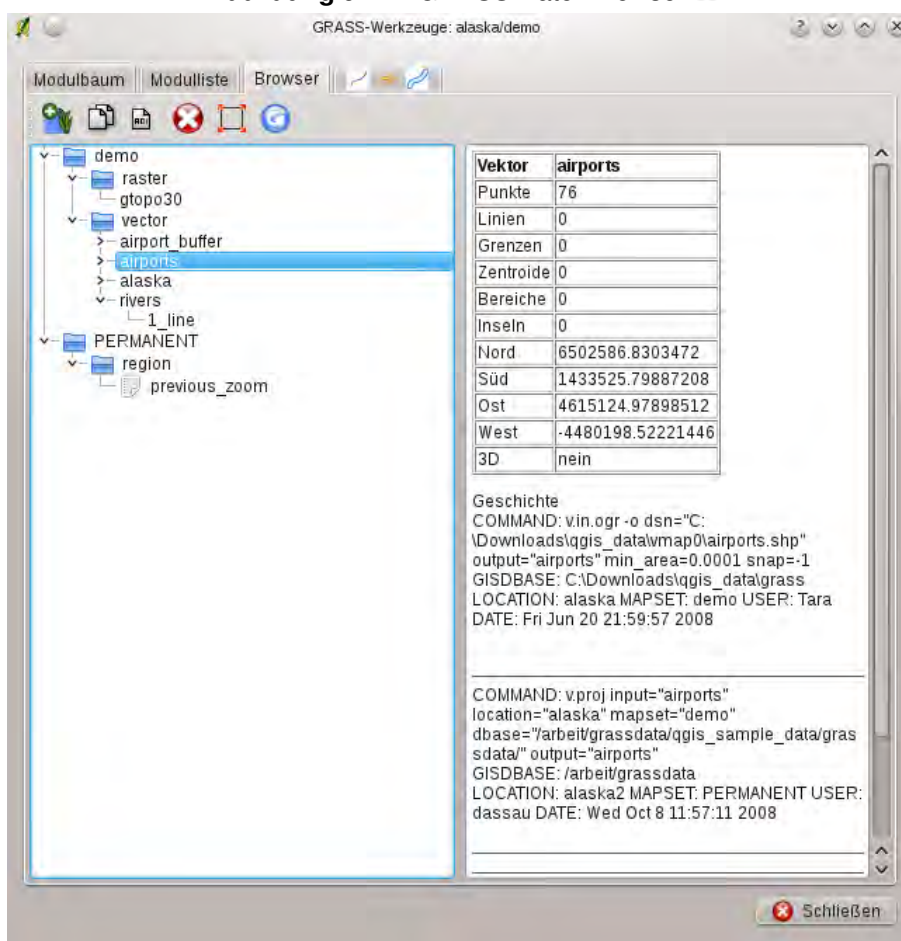 GRASS-Werkzeuge: alaska/demo
Modulbaum Modulliste Browser
demo
raster
gtopo30
vector
airport_buffer
airports
alaska
rivers
1_line
PERMANENT
region
previous_zoom
Vektor airports
Punkte 76
Linien 0
Grenzen 0
Zentroide 0
Bereiche 0
Inseln 0
Nord 6502586.8303472
Süd 1433525.79887208
Ost 4615124.97898512
West -4480198.52221446
3D nein
Geschichte
COMMAND: v.in.ogr -o dsn="C:
\Downloads\qgis_data\vmap0\airports.shp"
output="airports" min_area=0.0001 snap=-1
GISDBASE: C:\Downloads\qgis_data\grass
LOCATION: alaska MAPSET: demo USER: Tara
DATE: Fri Jun 20 21:59:57 2008
COMMAND: v.proj input="airports"
location="alaska" mapset="demo"
dbase="/arbeit/grassdata/qgis_sample_data/gras
sdata/" output="airports"
GISDBASE: /arbeit/grassdata
LOCATION: alaska2 MAPSET: PERMANENT USER:
dassau DATE: Wed Oct 8 11:57:11 2008
Schließen